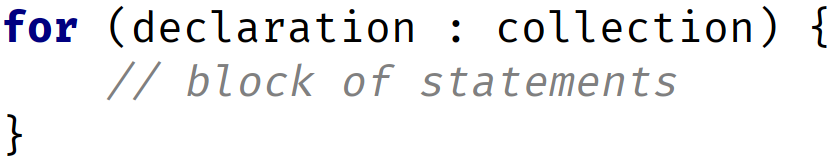 for (declaration : collection) {
// block of statements
}